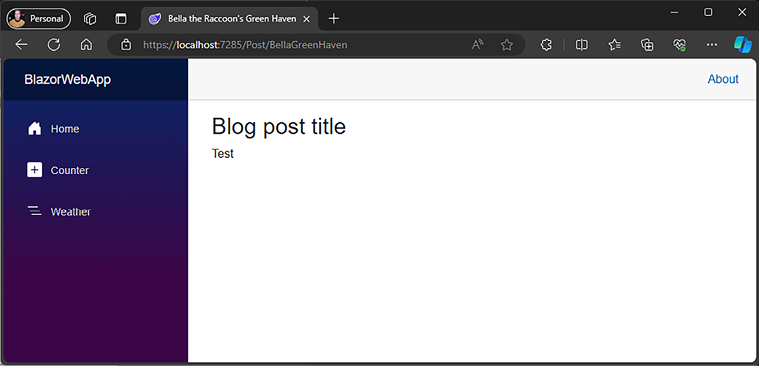 Personal
Bella the Raccoon's Green Haven
https://localhost:7285/Post/BellaGreenHaven
BlazorWebApp
About
Home
Counter
Weather
Blog post title
Test